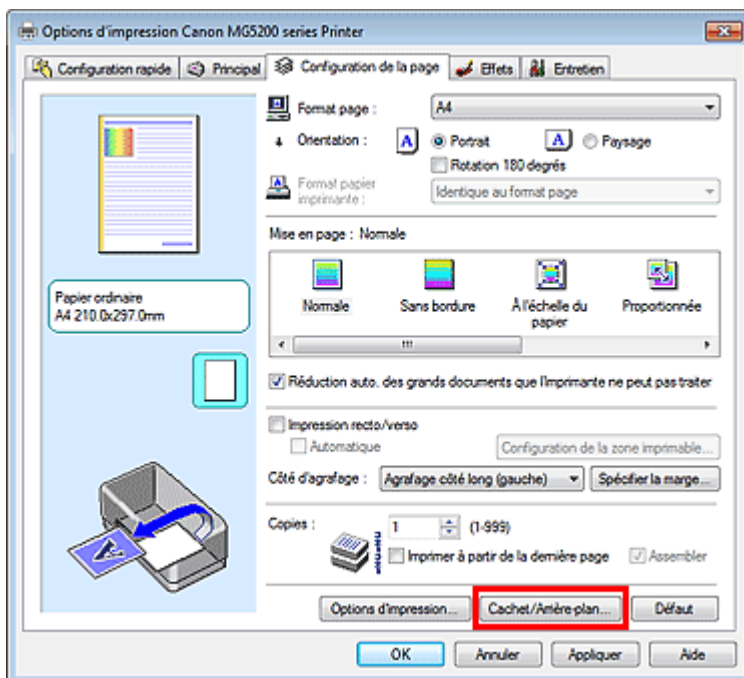 Options d'impression Canon MG5200 series Printer
Configuration rapide Principal Configuration de la page Effets Entretien
Format page : A4
Orientation : A Portrait A Paysage
Rotation 180 degrés
Format papier imprimante : Identique au format page
Mise en page : Normale
Normale Sans bordure À l'échelle du papier Proportionnée
Papier ordinaire
A4 210.0x297.0mm
Réduction auto. des grands documents que l'imprimante ne peut pas traiter
Impression recto/verso
Automatique Configuration de la zone imprimable...
Côté d'agrafage : Agrafage côté long (gauche) Spécifier la marge...
Copies : 1 (1-999)
Imprimer à partir de la dernière page Assembler
Options d'impression... Cachet/Arrière-plan... Défaut
OK Annuler Appliquer Aide